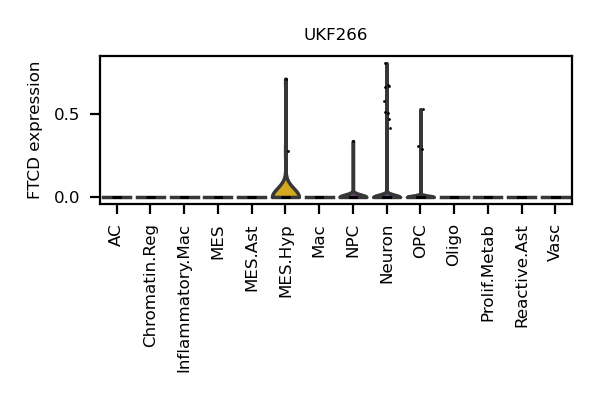 UKF266
FTCD expression
0.5
0.0
AC
Chromatin.Reg
Inflammatory.Mac
MES
MES.Ast
MES.Hyp
Mac
NPC
Neuron
OPC
Oligo
Prolif.Metab
Reactive.Ast
Vasc